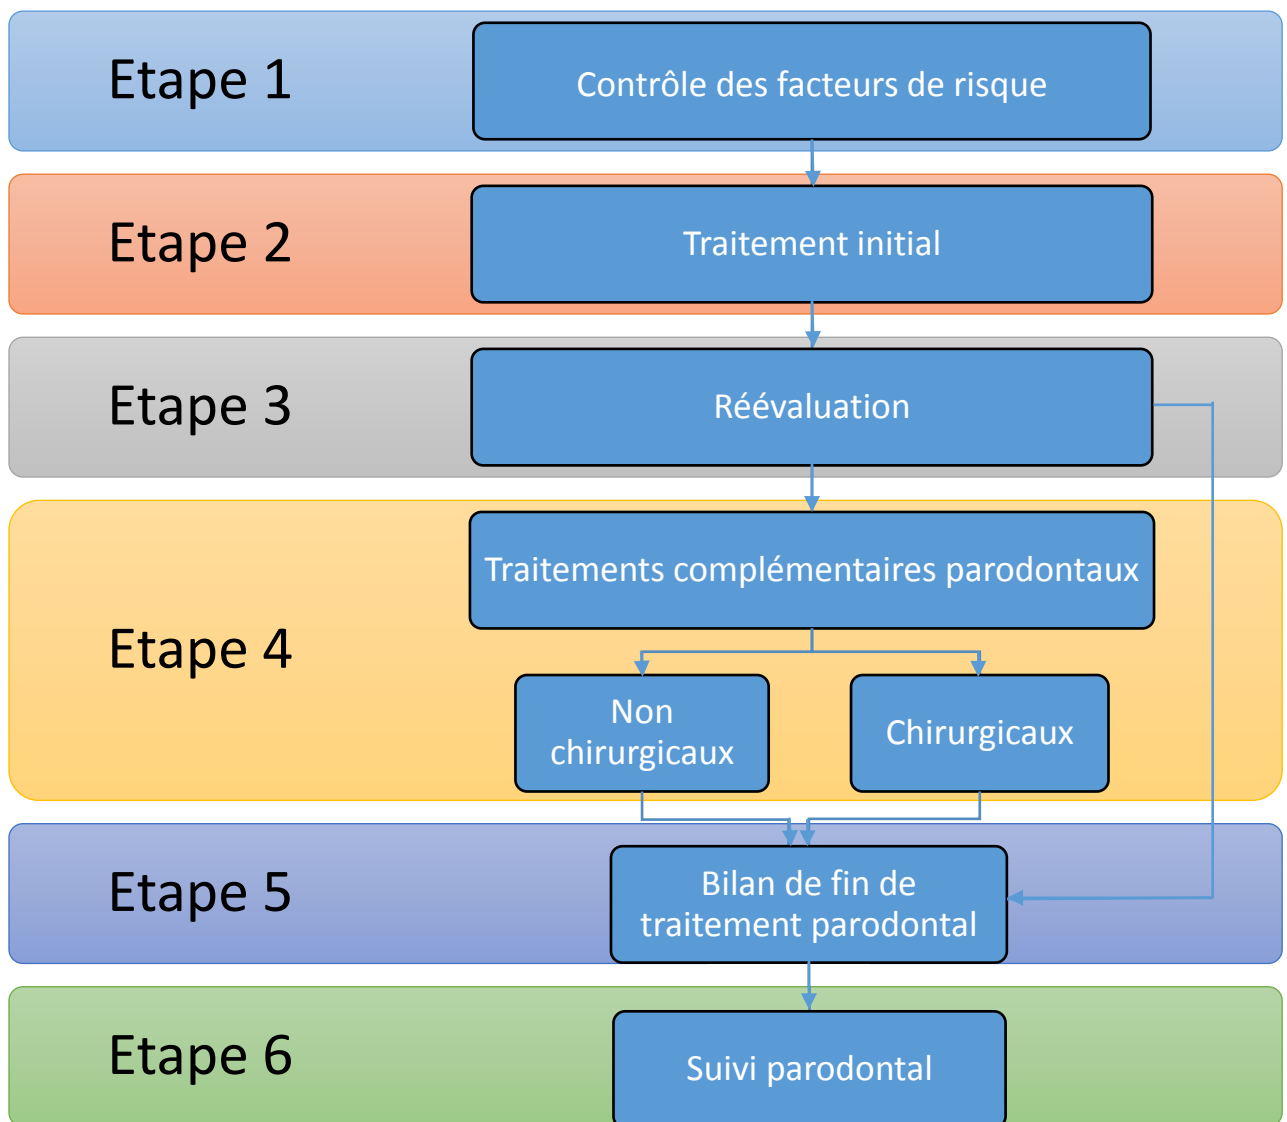 Etape 1
Contrôle des facteurs de risque
Etape 2
Traitement initial
Etape 3
Réévaluation
Etape 4
Traitements complémentaires parodontaux
Non
chirurgicaux
Chirurgicaux
Etape 5
Bilan de fin de
traitement parodontal
Etape 6
Suivi parodontal